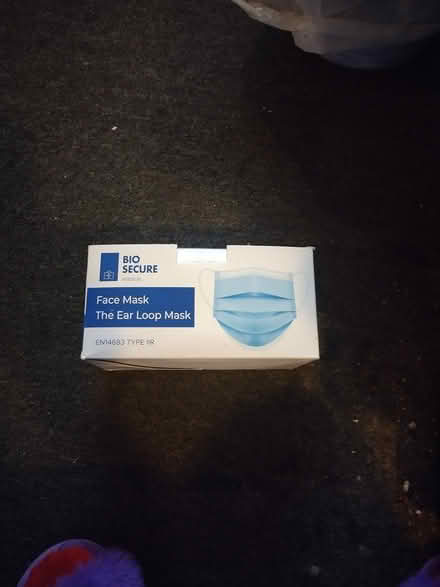 BIO
SECURE
Face Mask
The Ear Loop Mask
EN14683 TYPE IIR